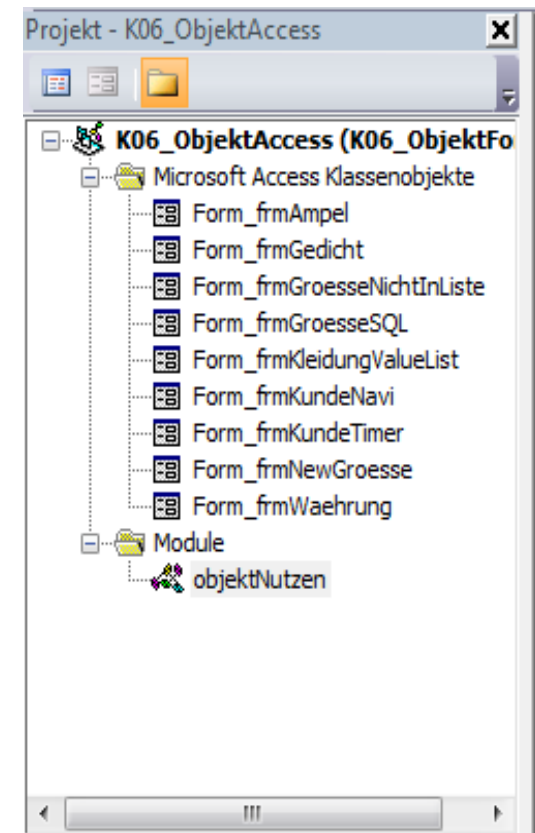 Projekt - K06_ObjektAccess
K06_ObjektAccess (K06_ObjektFo
Microsoft Access Klassenobjekte
Form_frmAmpel
Form_frmGedicht
Form_frmGroesseNichtInListe
Form_frmGroesseSQL
Form_frmKleidungValueList
Form_frmKundeNavi
Form_frmKundeTimer
Form_frmNewGroesse
Form_frmWaehrung
Module
objektNutzen